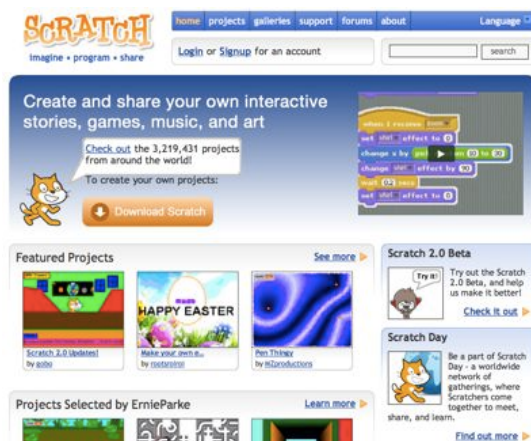 SCRATCH
imagine • program • share
home projects galleries support forums about Language
Login or Signup for an account
search
Create and share your own interactive
stories, games, music, and art
Check out the 3,219,431 projects
from around the world!
To create your own projects:
Download Scratch
set effect to 0
change x by
change effect by
set effect to 0
Featured Projects
See more
HAPPY EASTER
Scratch 2.0 Updates!
by
Make your own e...
by
Pen Thingy
by MZproductions
Scratch 2.0 Beta
Try it!
Try out the Scratch
2.0 Beta, and help
us make it better!
Check it out
Scratch Day
Be a part of Scratch
Day - a worldwide
network of
gatherings, where
Scratchers come
together to meet,
share, and learn.
Find out more
Projects Selected by ErnieParke
Learn more